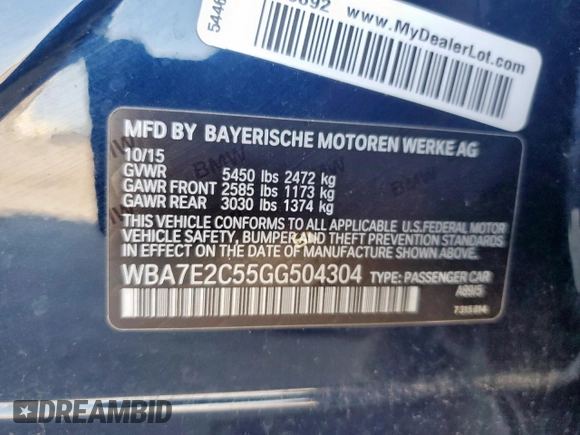 5446
892
www.MyDealerLot.com
MFD BY BAYERISCHE MOTOREN WERKE AG
10/15
GVWR 5450 lbs 2472 kg
GAWR FRONT 2585 lbs 1173 kg
GAWR REAR 3030 lbs 1374 kg
THIS VEHICLE CONFORMS TO ALL APPLICABLE U.S.FEDERAL MOTOR
VEHICLE SAFETY, BUMPER AND THEFT PREVENTION STANDARDS
IN EFFECT ON THE DATE OF MANUFACTURE SHOWN ABOVE.
WBA7E2C55GG504304 TYPE: PASSENGER CAR
A89/5
BMW
DREAMBID